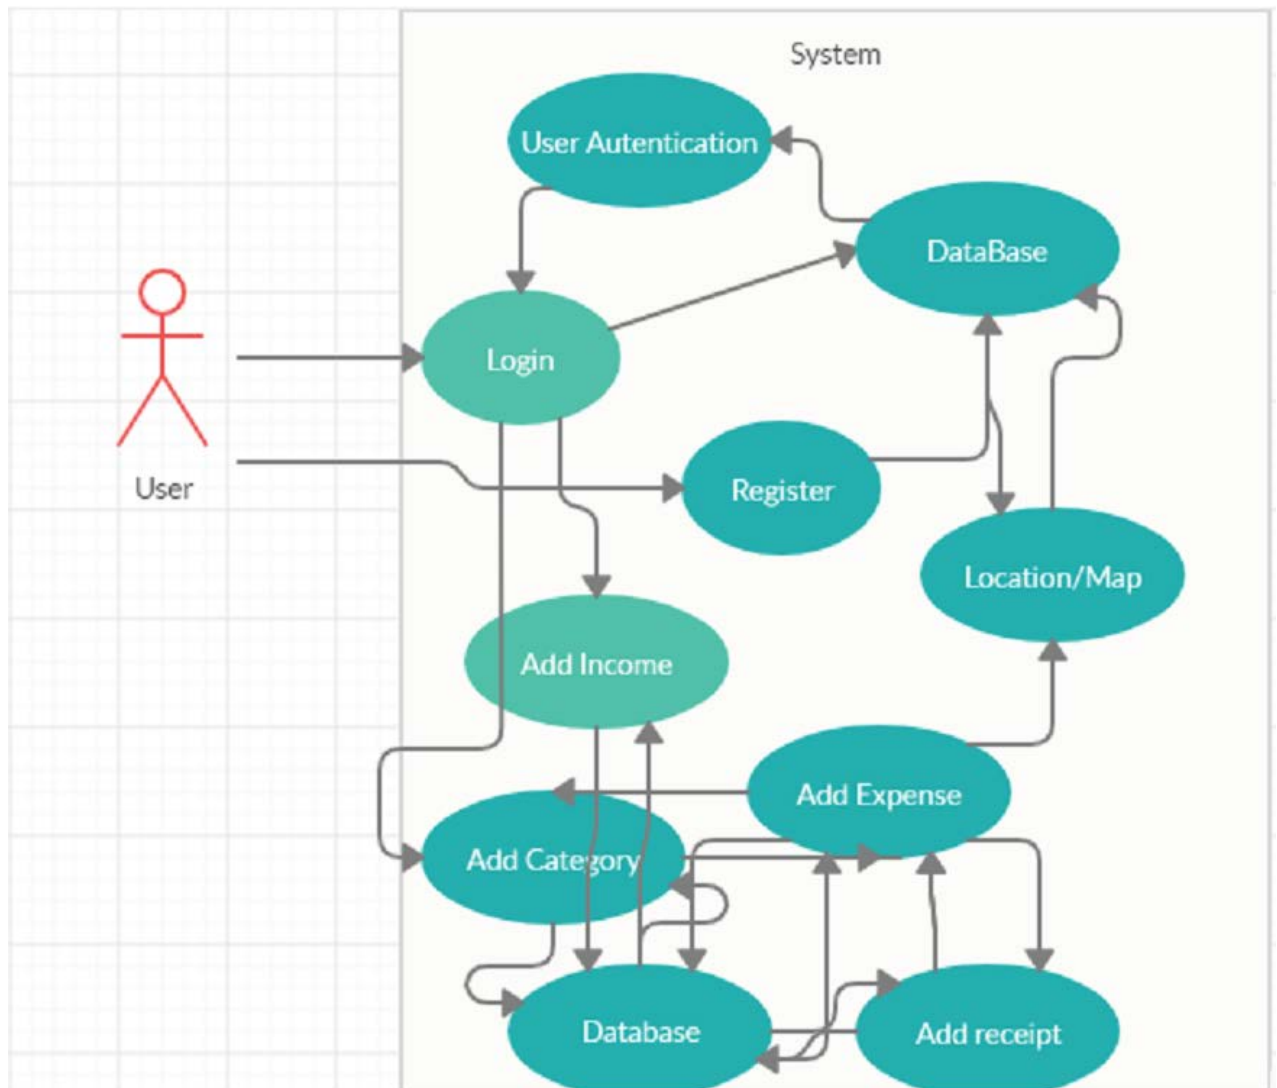 System
User Autentication
DataBase
Login
User
Register
Location/Map
Add Income
Add Expense
Add Category
Database
Add receipt